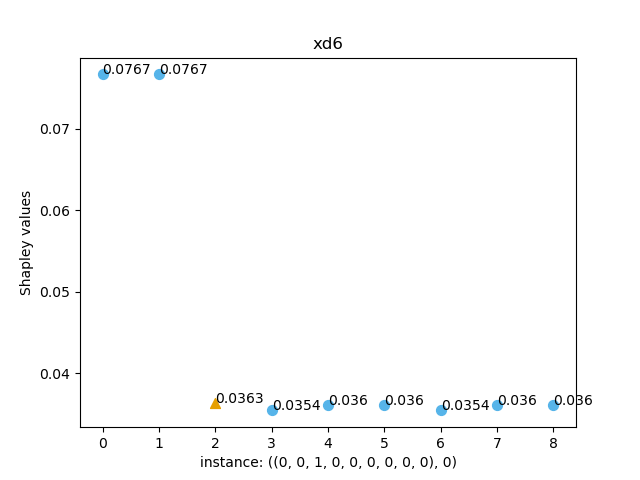 xd6
0.0767 0.0767
0.07
0.06
Shapley values
0.05
0.04
0.0363 0.0354 0.036 0.036 0.0354 0.036 0.036
0 1 2 3 4 5 6 7 8
instance: ((0, 0, 1, 0, 0, 0, 0, 0, 0), 0)